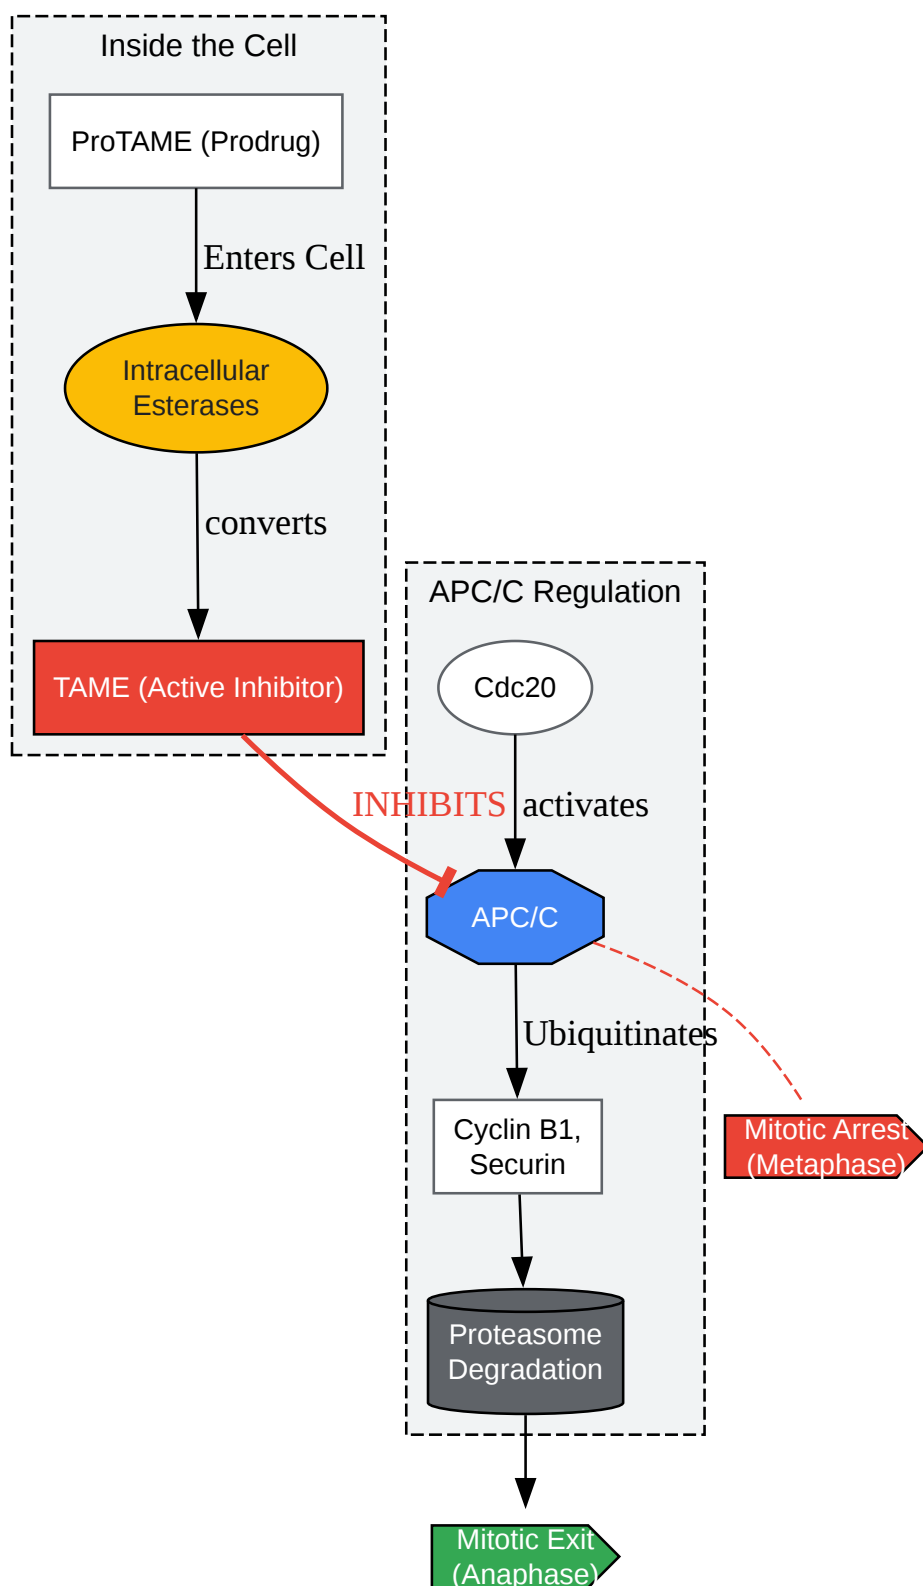 Inside the Cell
ProTAME (Prodrug)
Enters Cell
Intracellular
Esterases
converts
TAME (Active Inhibitor)
APC/C Regulation
Cdc20
INHIBITS
activates
APC/C
Ubiquitinates
Cyclin B1,
Securin
Mitotic Arrest
(Metaphase)
Proteasome
Degradation
Mitotic Exit
(Anaphase)